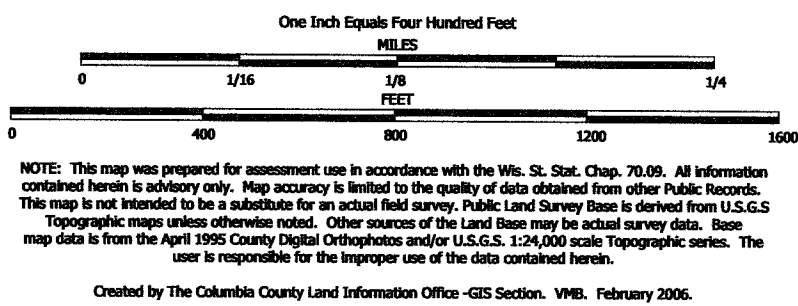 One Inch Equals Four Hundred Feet
MILES
0 1/16 1/8 1/4
FEET
0 400 800 1200 1600
NOTE: This map was prepared for assessment use in accordance with the Wis. St. Stat. Chap. 70.09. All information
contained herein is advisory only. Map accuracy is limited to the quality of data obtained from other Public Records.
This map is not intended to be a substitute for an actual field survey. Public Land Survey Base is derived from U.S.G.S
Topographic maps unless otherwise noted. Other sources of the Land Base may be actual survey data. Base
map data is from the April 1995 County Digital Orthophotos and/or U.S.G.S. 1:24,000 scale Topographic series. The
user is responsible for the improper use of the data contained herein.
Created by The Columbia County Land Information Office -GIS Section. VMB. February 2006.